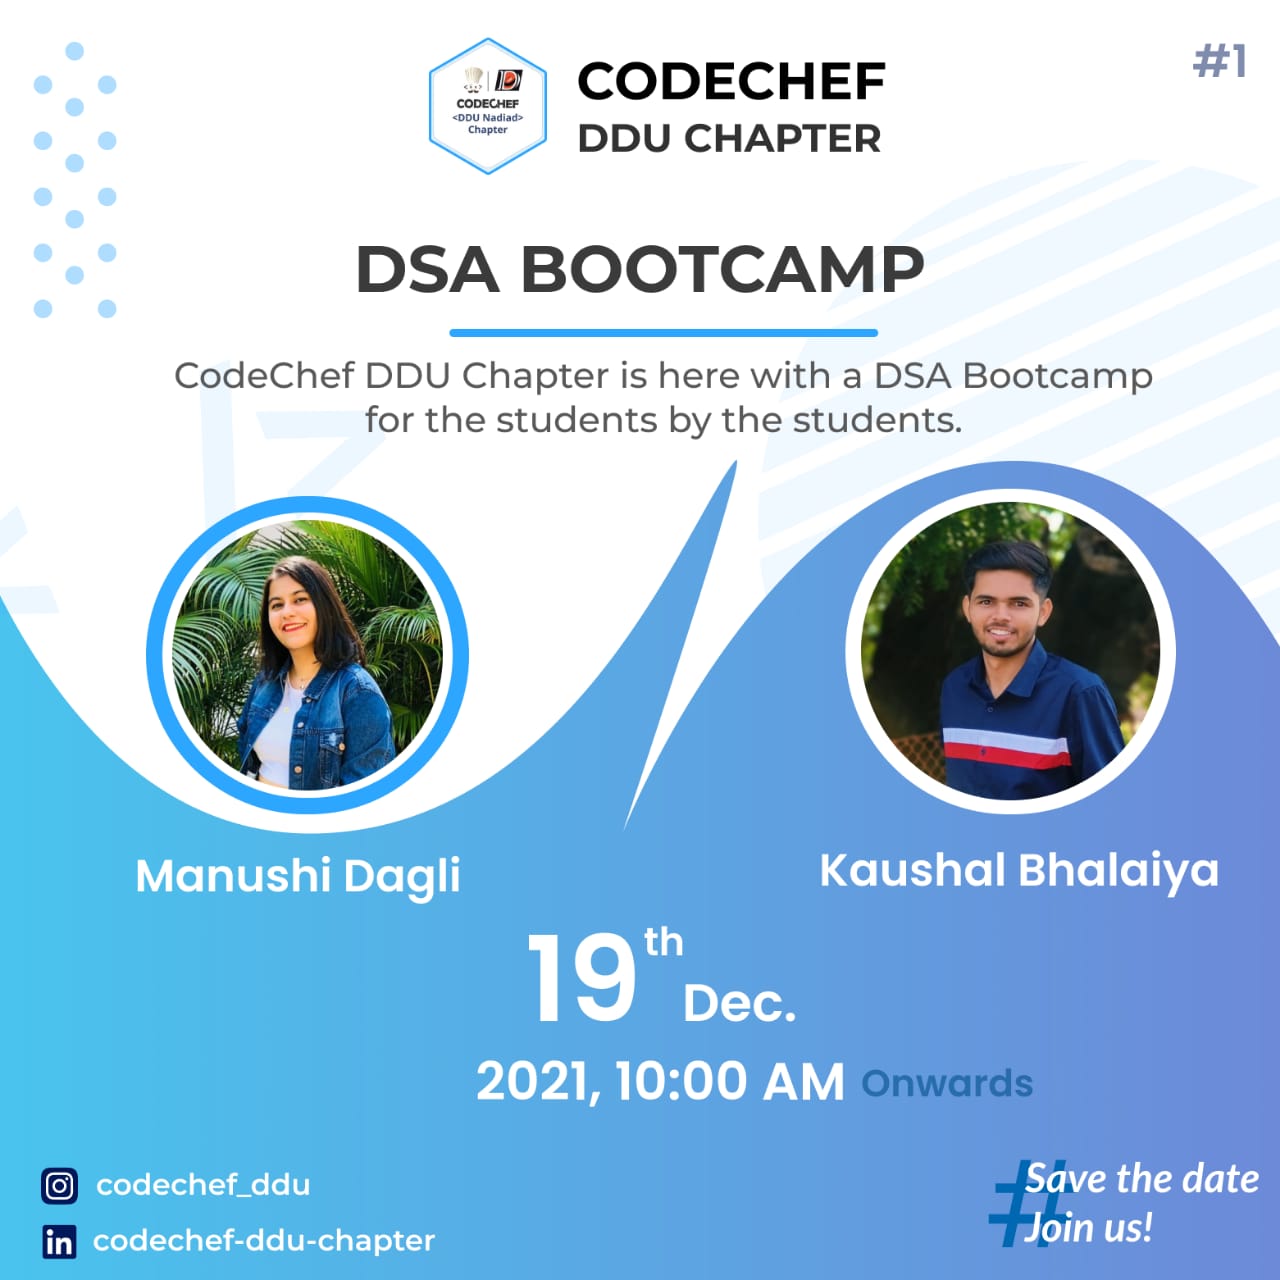 #1
CODECHEF
<DDU Nadiad>
Chapter
CODECHEF
DDU CHAPTER
DSA BOOTCAMP
CodeChef DDU Chapter is here with a DSA Bootcamp
for the students by the students.
Manushi Dagli
Kaushal Bhalaiya
19th
Dec.
2021, 10:00 AM Onwards
codechef_ddu
in codechef-ddu-chapter
#Save the date
Join us!